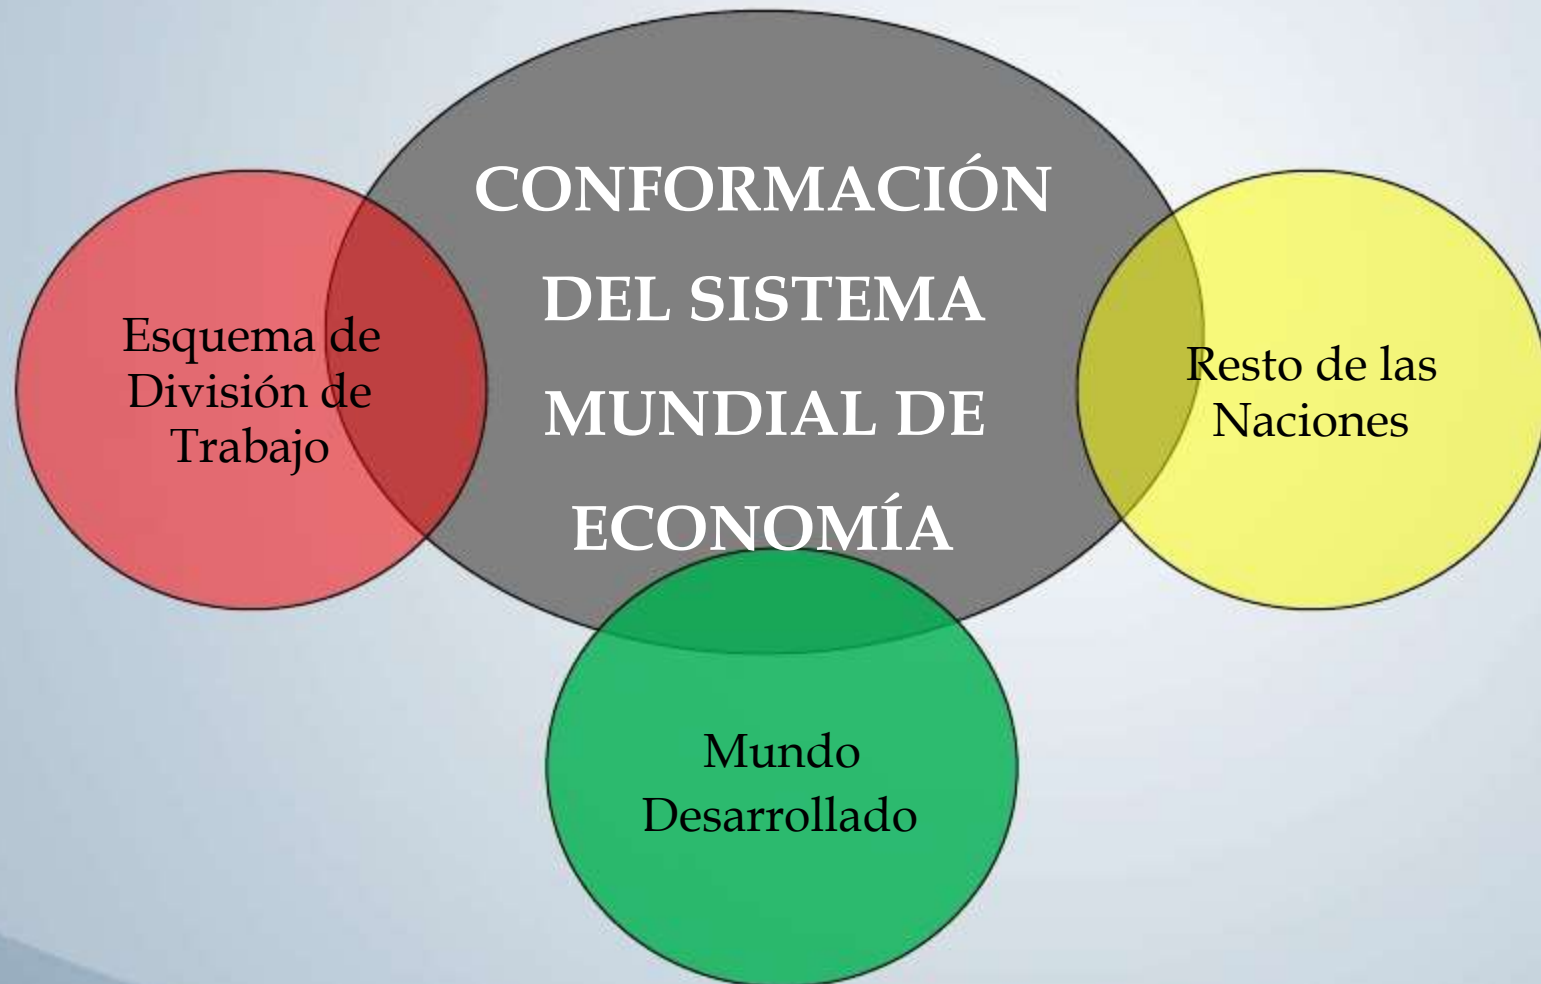 CONFORMACIÓN
DEL SISTEMA
MUNDIAL DE
ECONOMÍA
Esquema de
División de
Trabajo
Resto de las
Naciones
Mundo
Desarrollado